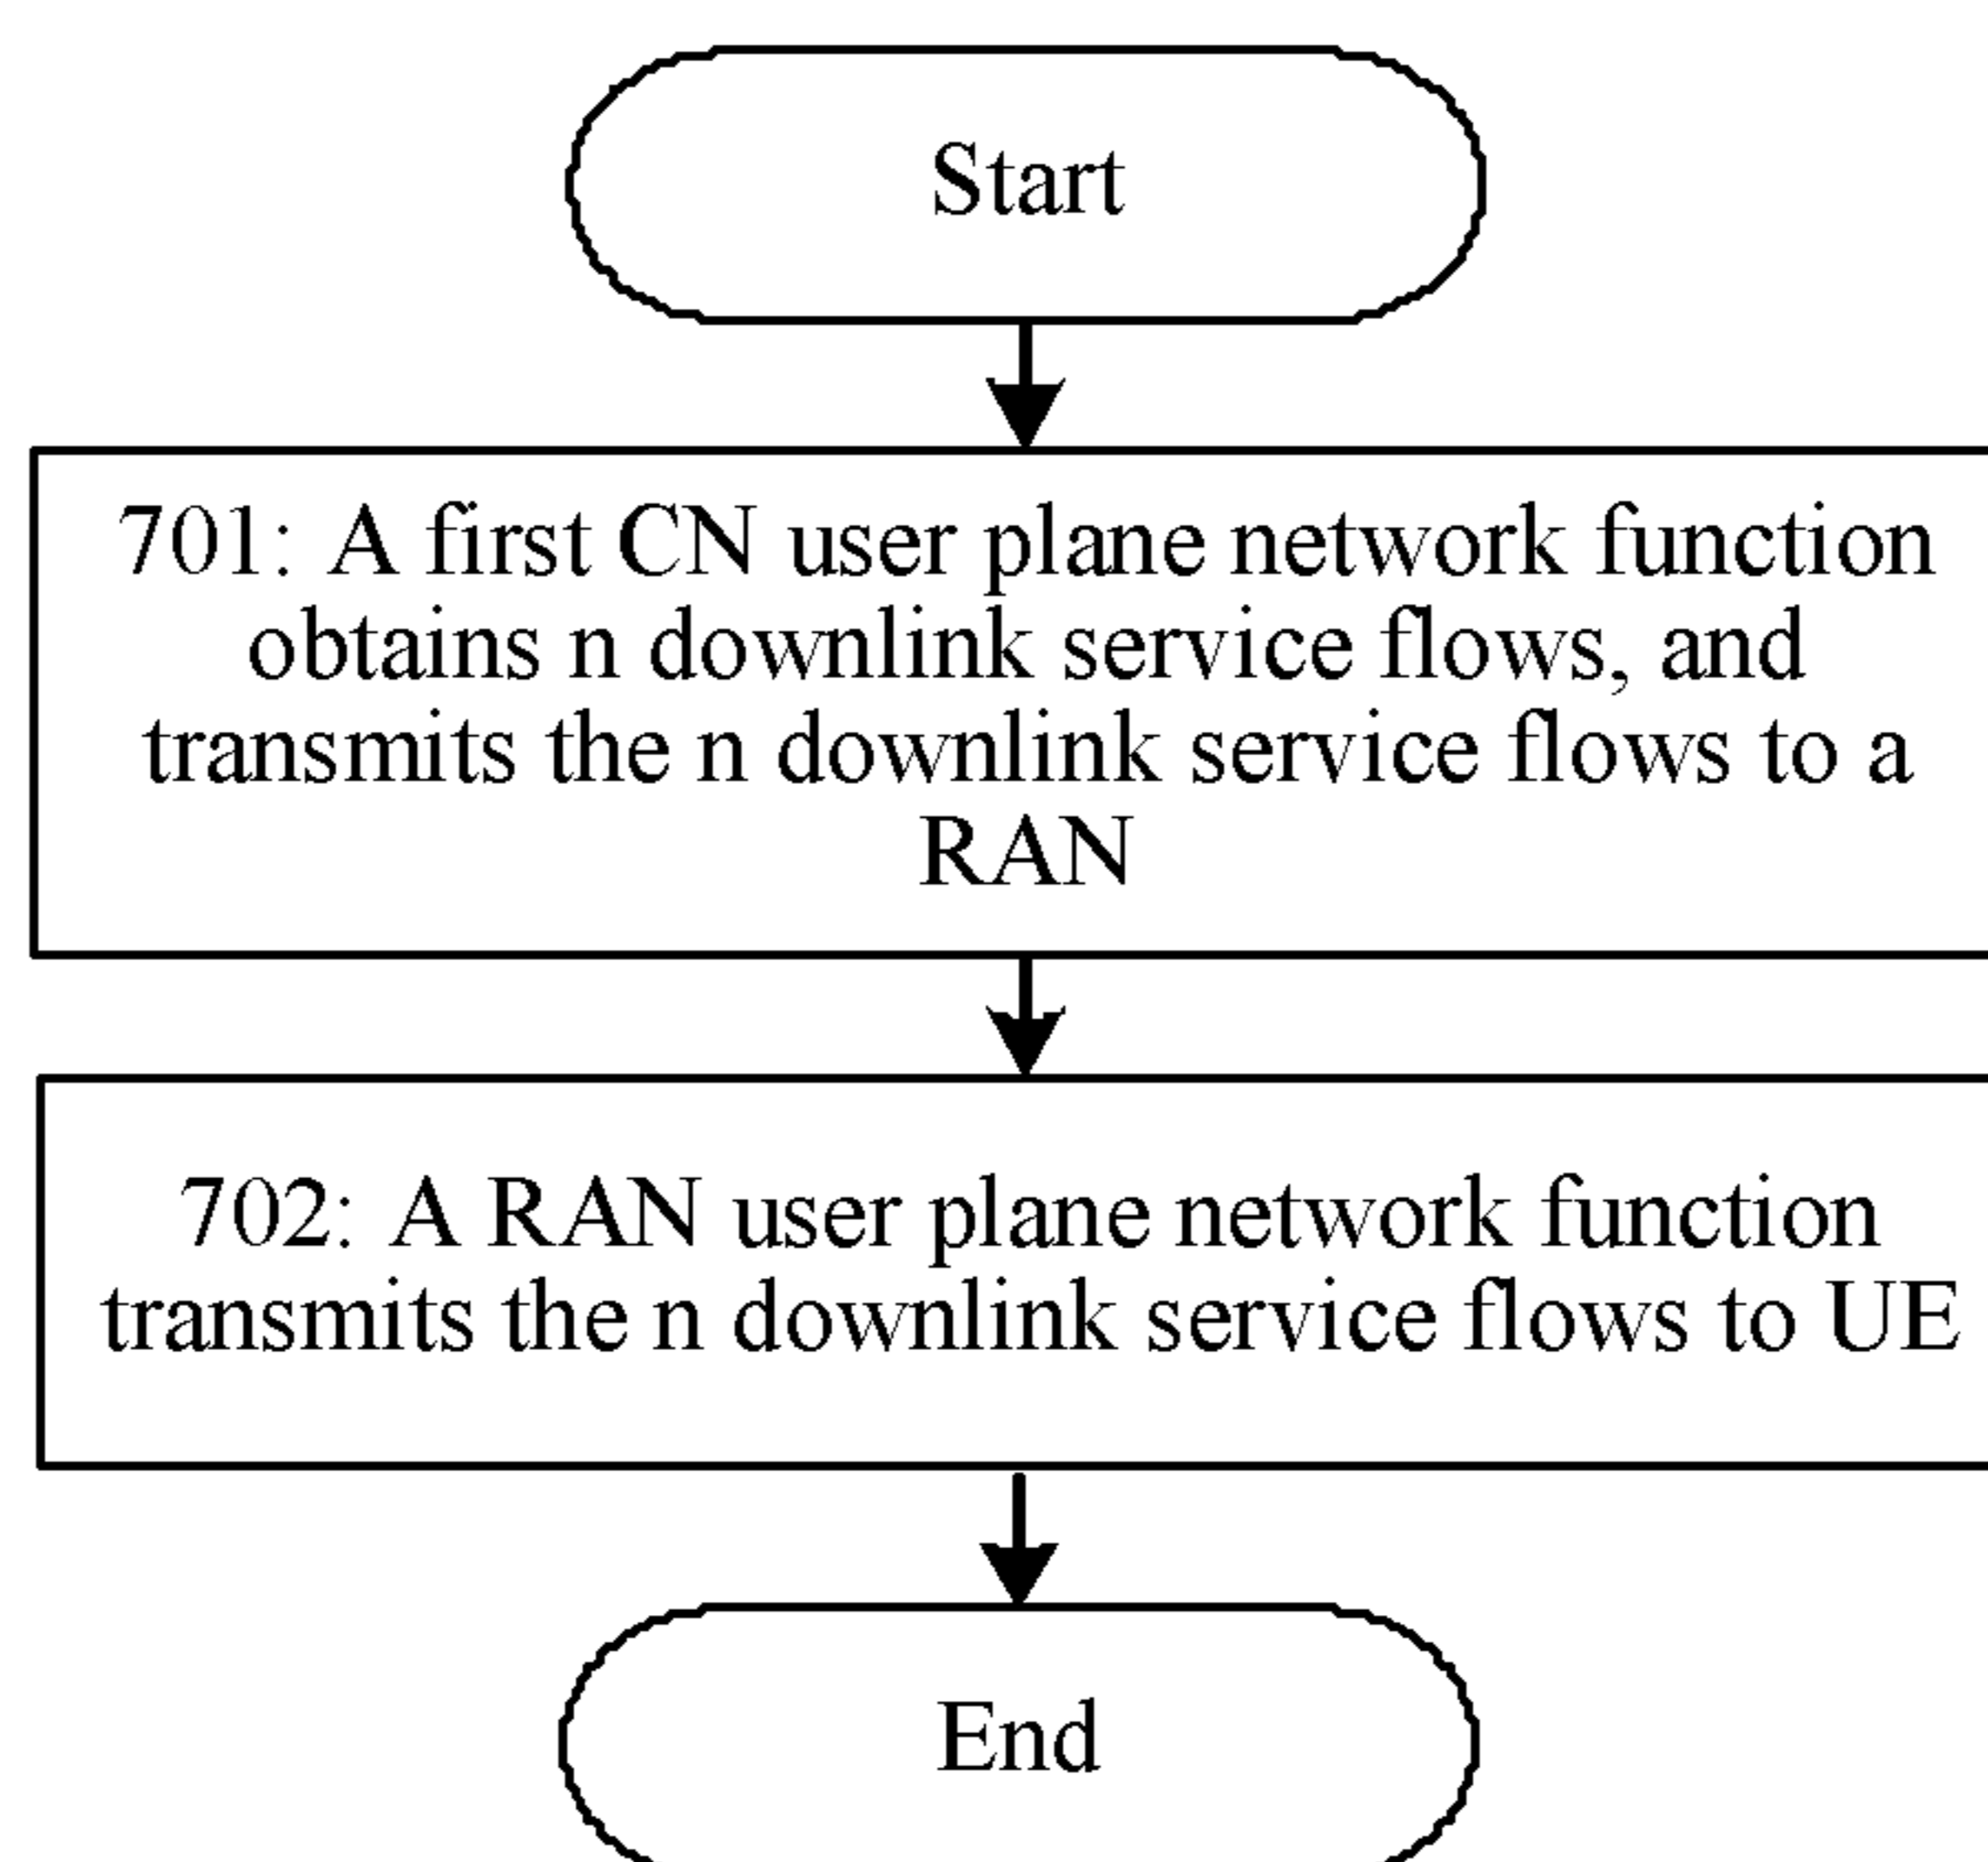 Start
701: A first CN user plane network function
obtains n downlink service flows, and
transmits the n downlink service flows to a
RAN
702: A RAN user plane network function
transmits the n downlink service flows to UE
End